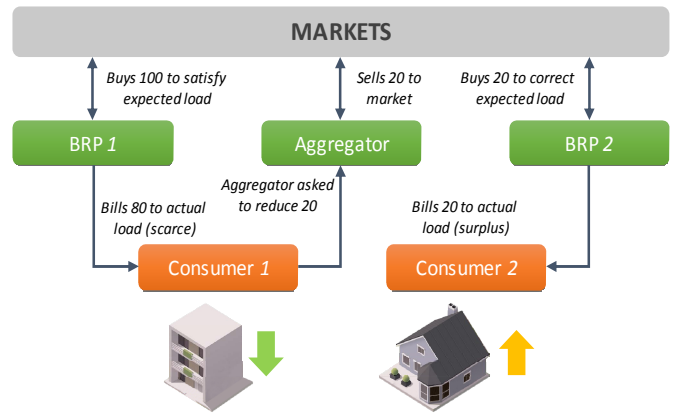 MARKETS
Buys 100 to satisfy
expected load
Sells 20 to
market
Buys 20 to correct
expected load
BRP 1
Aggregator
BRP 2
Aggregator asked
to reduce 20
Bills 80 to actual
load (scarce)
Bills 20 to actual
load (surplus)
Consumer 1
Consumer 2